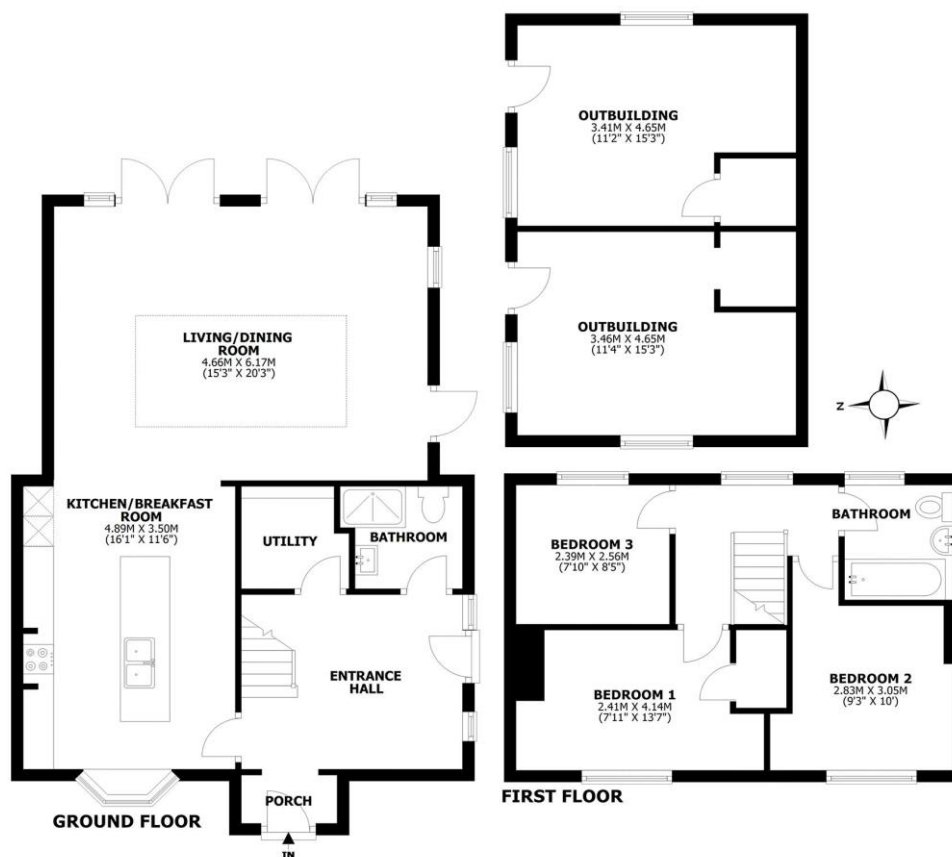 OUTBUILDING
3.41M X 4.65M
(11'2" X 15'3")
OUTBUILDING
3.46M X 4.65M
(11'4" X 15'3")
LIVING/DINING
ROOM
4.66M X 6.17M
(15'3" X 20'3")
Z
KITCHEN/BREAKFAST
ROOM
4.89M X 3.50M
(16'1" X 11'6")
UTILITY
BATHROOM
ENTRANCE
HALL
PORCH
IN
GROUND FLOOR
BEDROOM 3
2.39M X 2.56M
(7'10" X 8'5")
BATHROOM
BEDROOM 1
2.41M X 4.14M
(7'11" X 13'7")
BEDROOM 2
2.83M X 3.05M
(9'3" X 10')
FIRST FLOOR